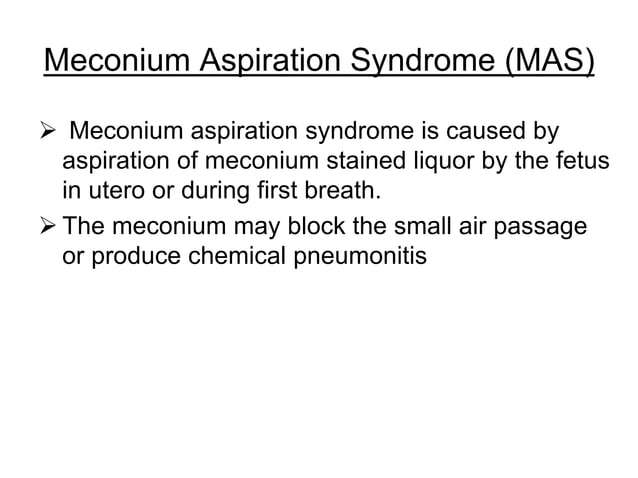 Meconium Aspiration Syndrome (MAS)
➢ Meconium aspiration syndrome is caused by
aspiration of meconium stained liquor by the fetus
in utero or during first breath.
➢ The meconium may block the small air passage
or produce chemical pneumonitis